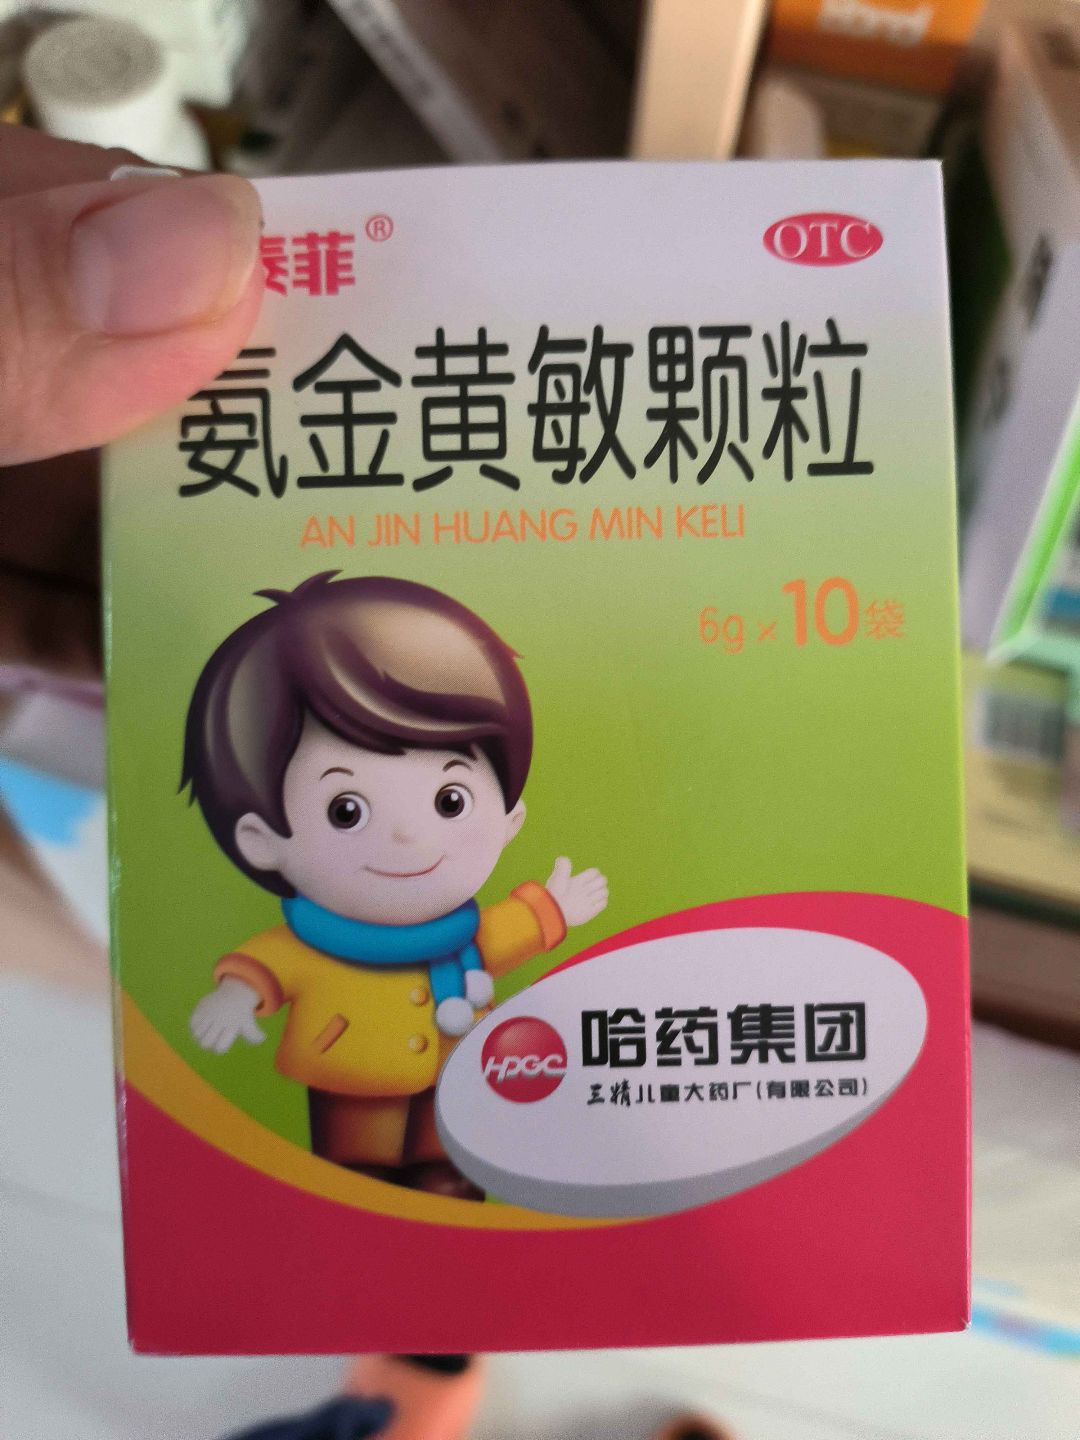 菲®
OTC
氨金黄敏颗粒
AN JIN HUANG MIN KELI
6g×10袋
HPGC
哈药集团
三精儿童大药厂(有限公司)